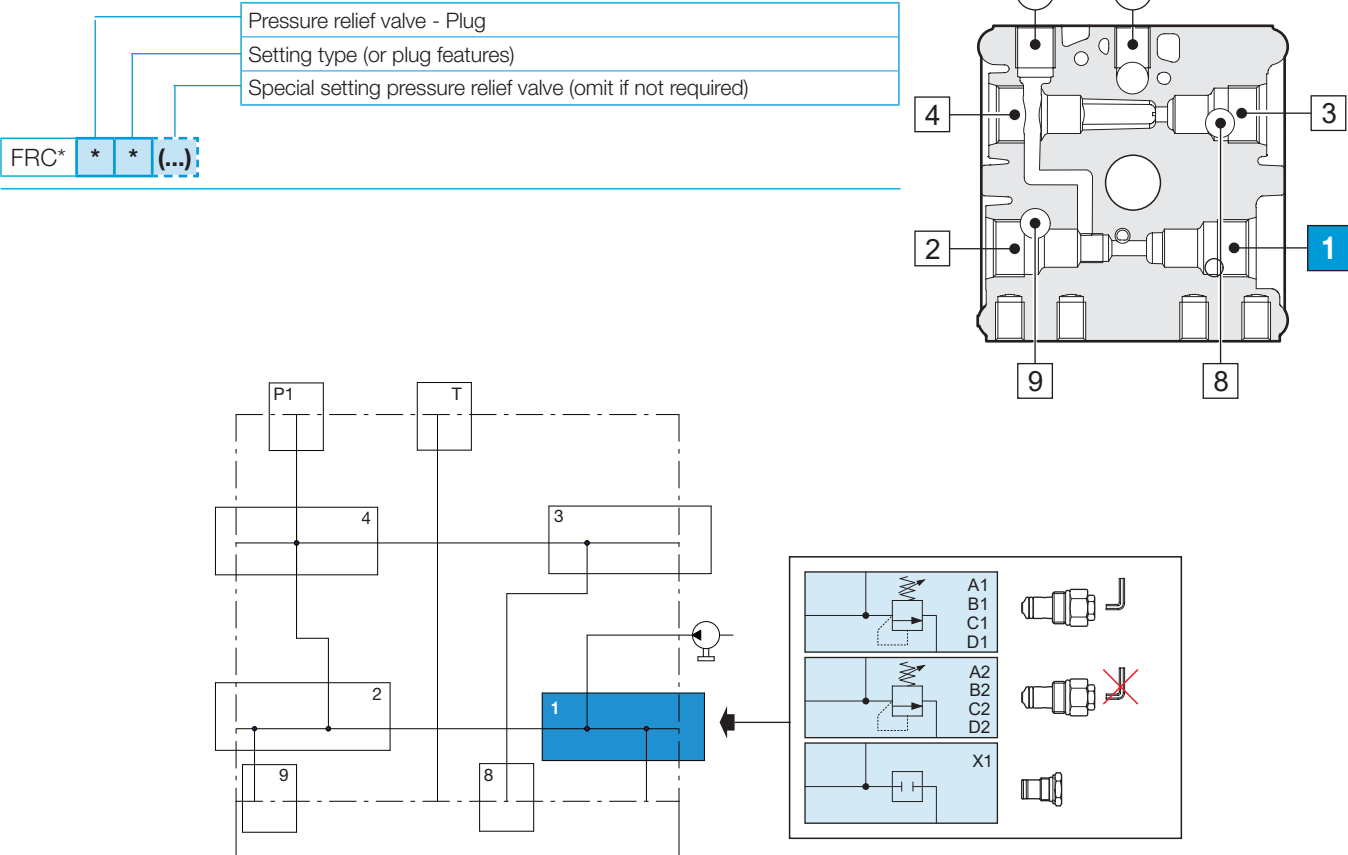 Pressure relief valve - Plug
Setting type (or plug features)
Special setting pressure relief valve (omit if not required)
FRC* * * (...)
4
3
2
1
9
8
P1
T
4
3
2
1
9
8
A1
B1
C1
D1
A2
B2
C2
D2
X1